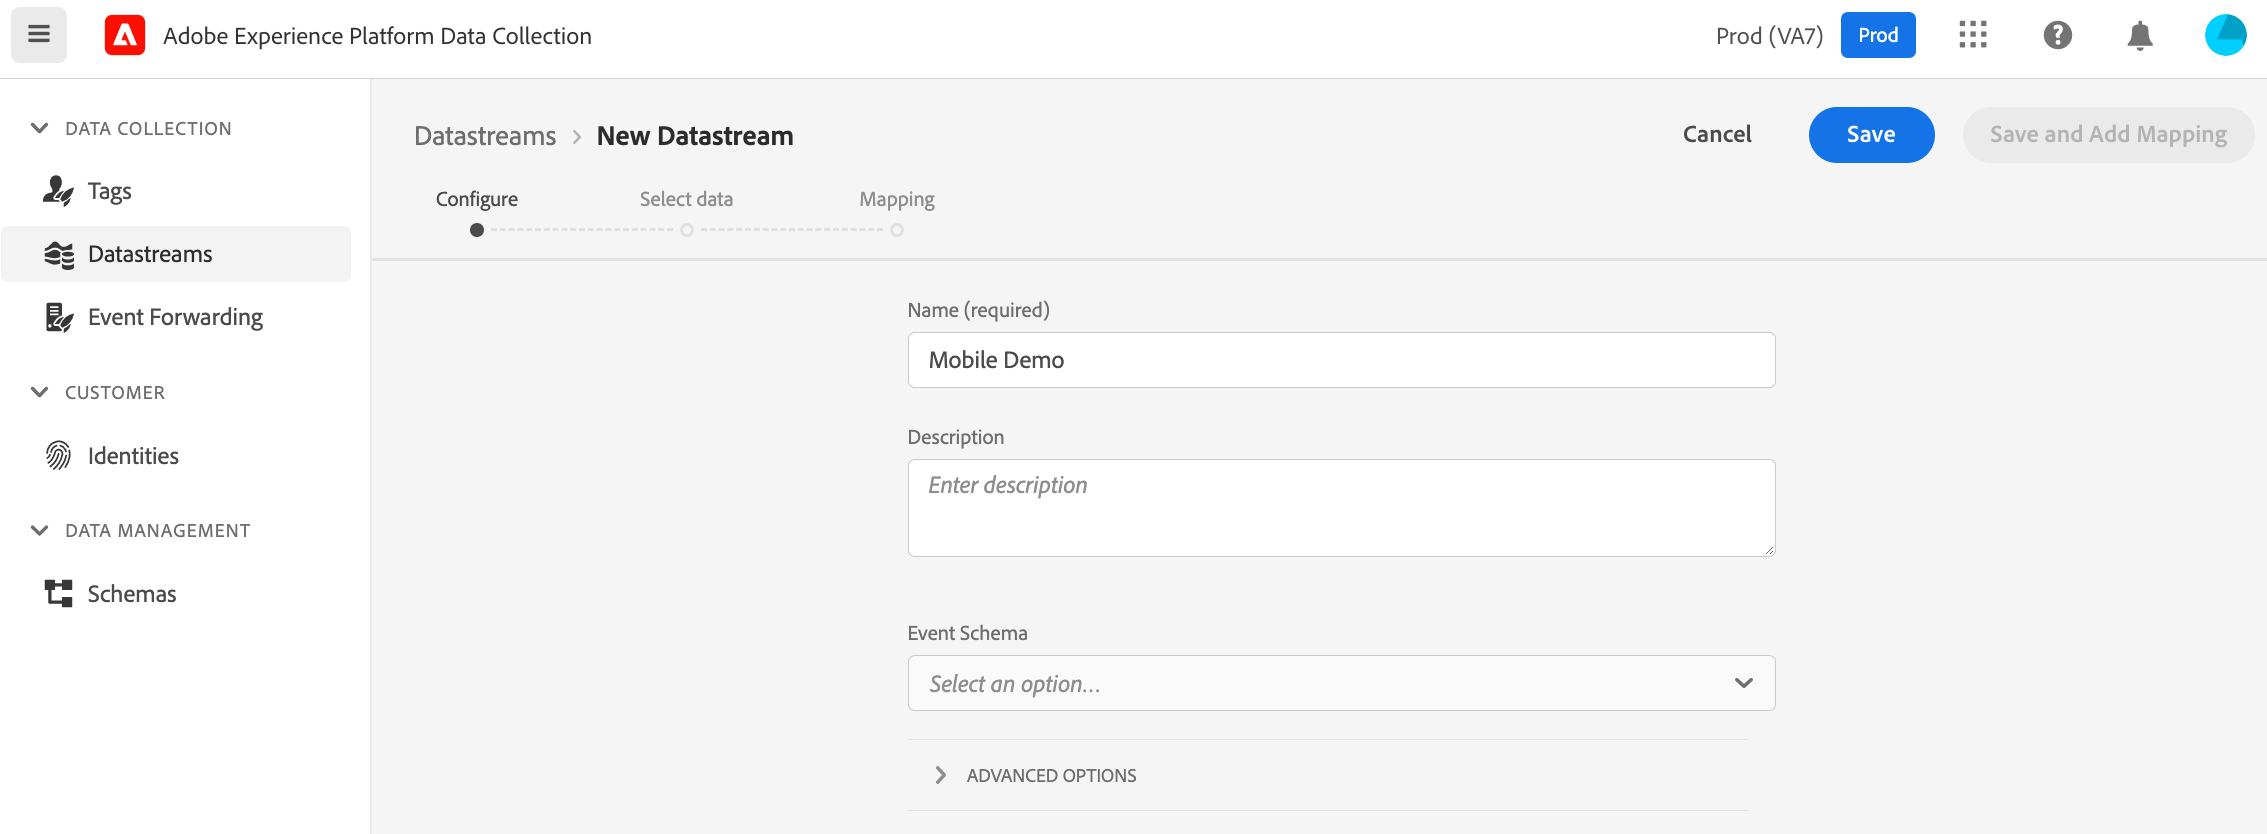 Adobe Experience Platform Data Collection
Prod (VA7)
Prod
DATA COLLECTION
Tags
Datastreams
Event Forwarding
CUSTOMER
Identities
DATA MANAGEMENT
Schemas
Datastreams > New Datastream
Cancel
Save
Save and Add Mapping
Configure
Select data
Mapping
Name (required)
Mobile Demo
Description
Enter description
Event Schema
Select an option...
ADVANCED OPTIONS